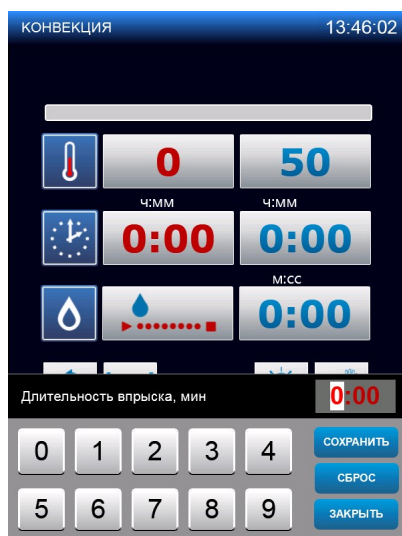 КОНВЕКЦИЯ 13:46:02
0 50
ч:мм ч:мм
0:00 0:00
м:сс
0:00
Длительность впрыска, мин 0:00
0 1 2 3 4 СОХРАНИТЬ
СБРОС
5 6 7 8 9 ЗАКРЫТЬ